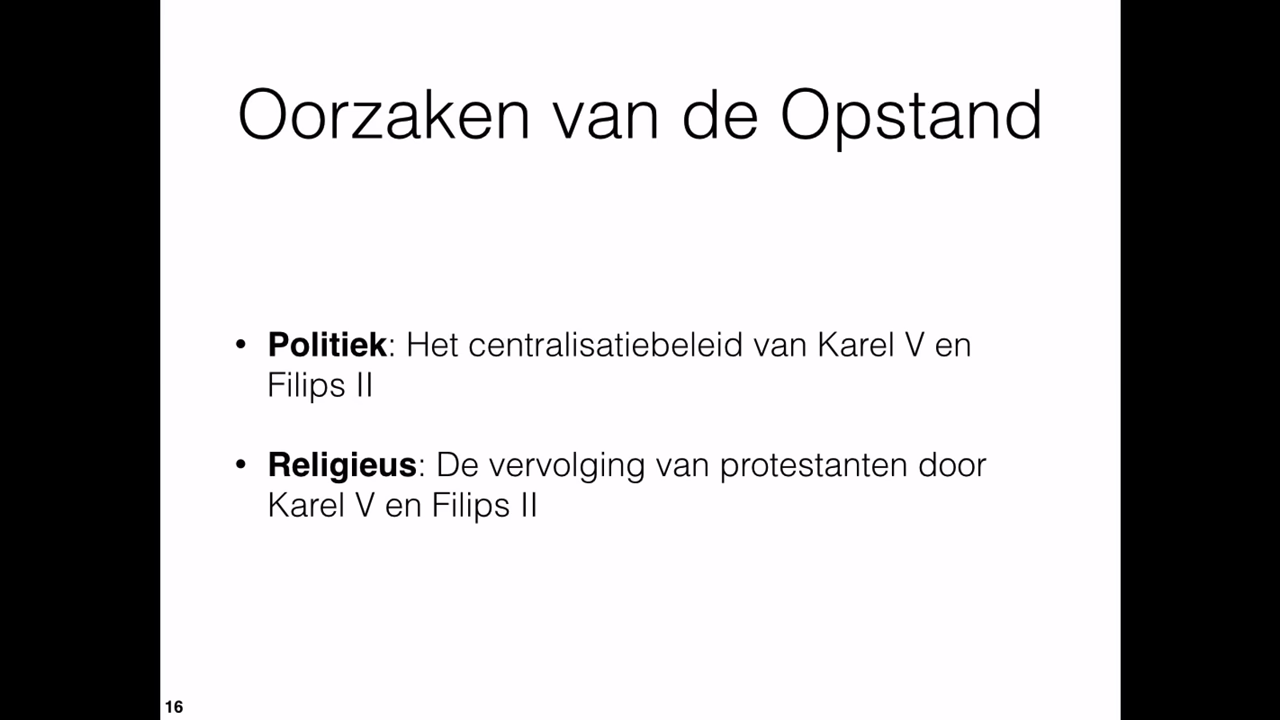 Oorzaken van de Opstand
• Politiek: Het centralisatiebeleid van Karel V en
Filips II
• Religieus: De vervolging van protestanten door
Karel V en Filips II
16